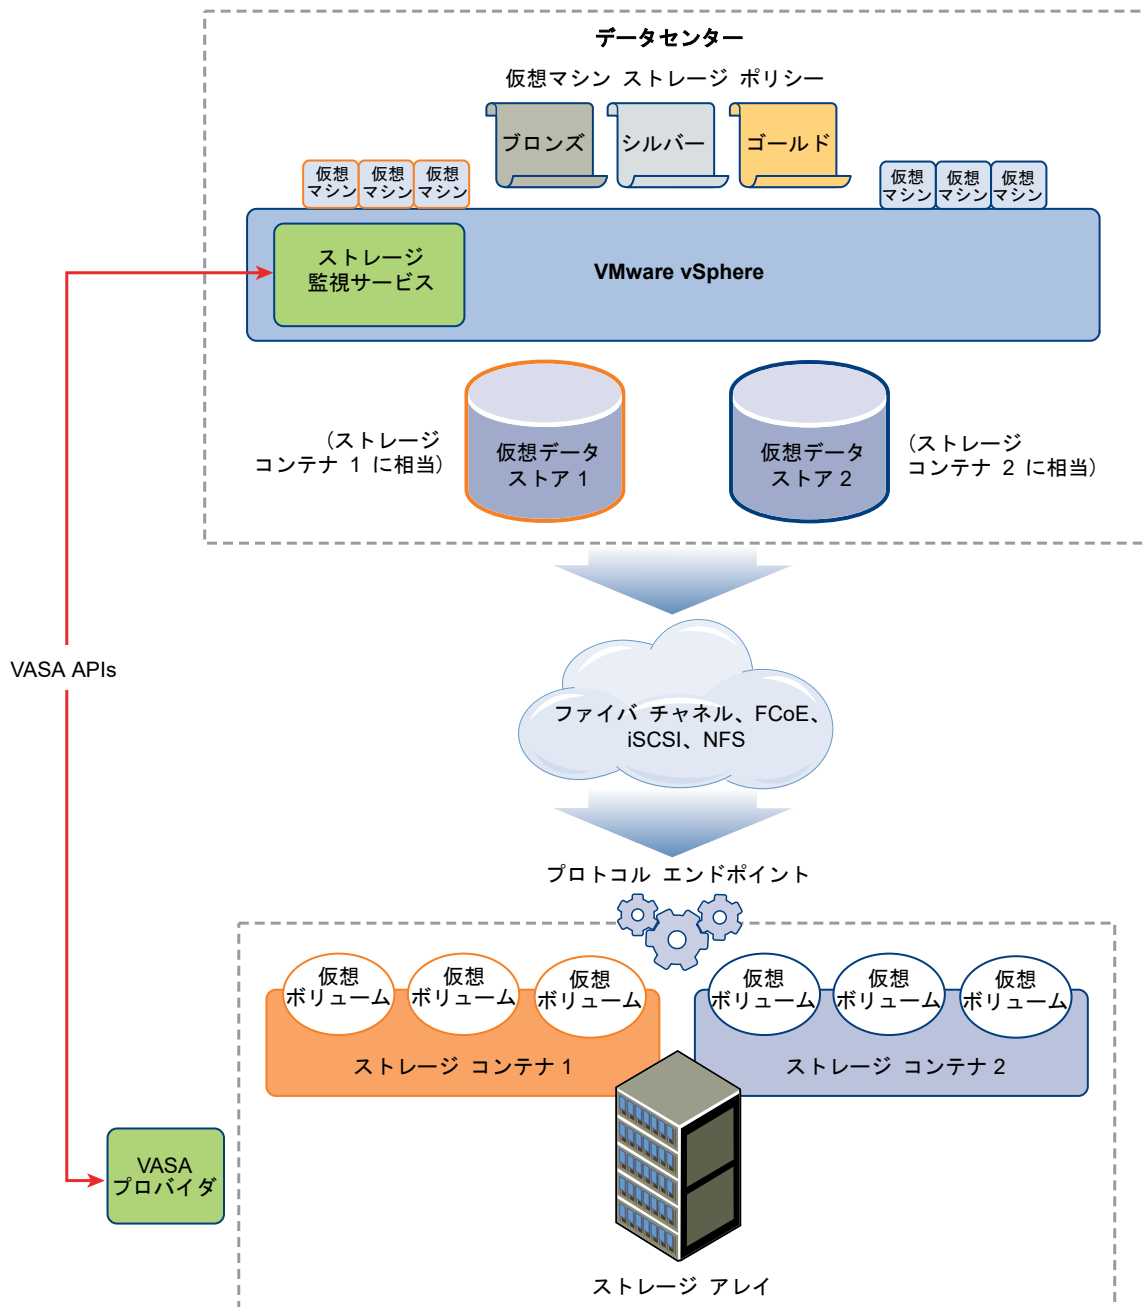 データセンター
仮想マシン ストレージ ポリシー
ブロンズ
シルバー
ゴールド
仮想
マシン
仮想
マシン
仮想
マシン
仮想
マシン
仮想
マシン
仮想
マシン
ストレージ
監視サービス
VMware vSphere
(ストレージ
コンテナ 1 に相当)
仮想データ
ストア 1
仮想データ
ストア 2
(ストレージ
コンテナ 2 に相当)
VASA APIs
ファイバ チャネル、FCoE、
iSCSI、NFS
プロトコル エンドポイント
仮想
ボリューム
仮想
ボリューム
仮想
ボリューム
仮想
ボリューム
仮想
ボリューム
仮想
ボリューム
ストレージ コンテナ 1
ストレージ コンテナ 2
VASA
プロバイダ
ストレージ アレイ